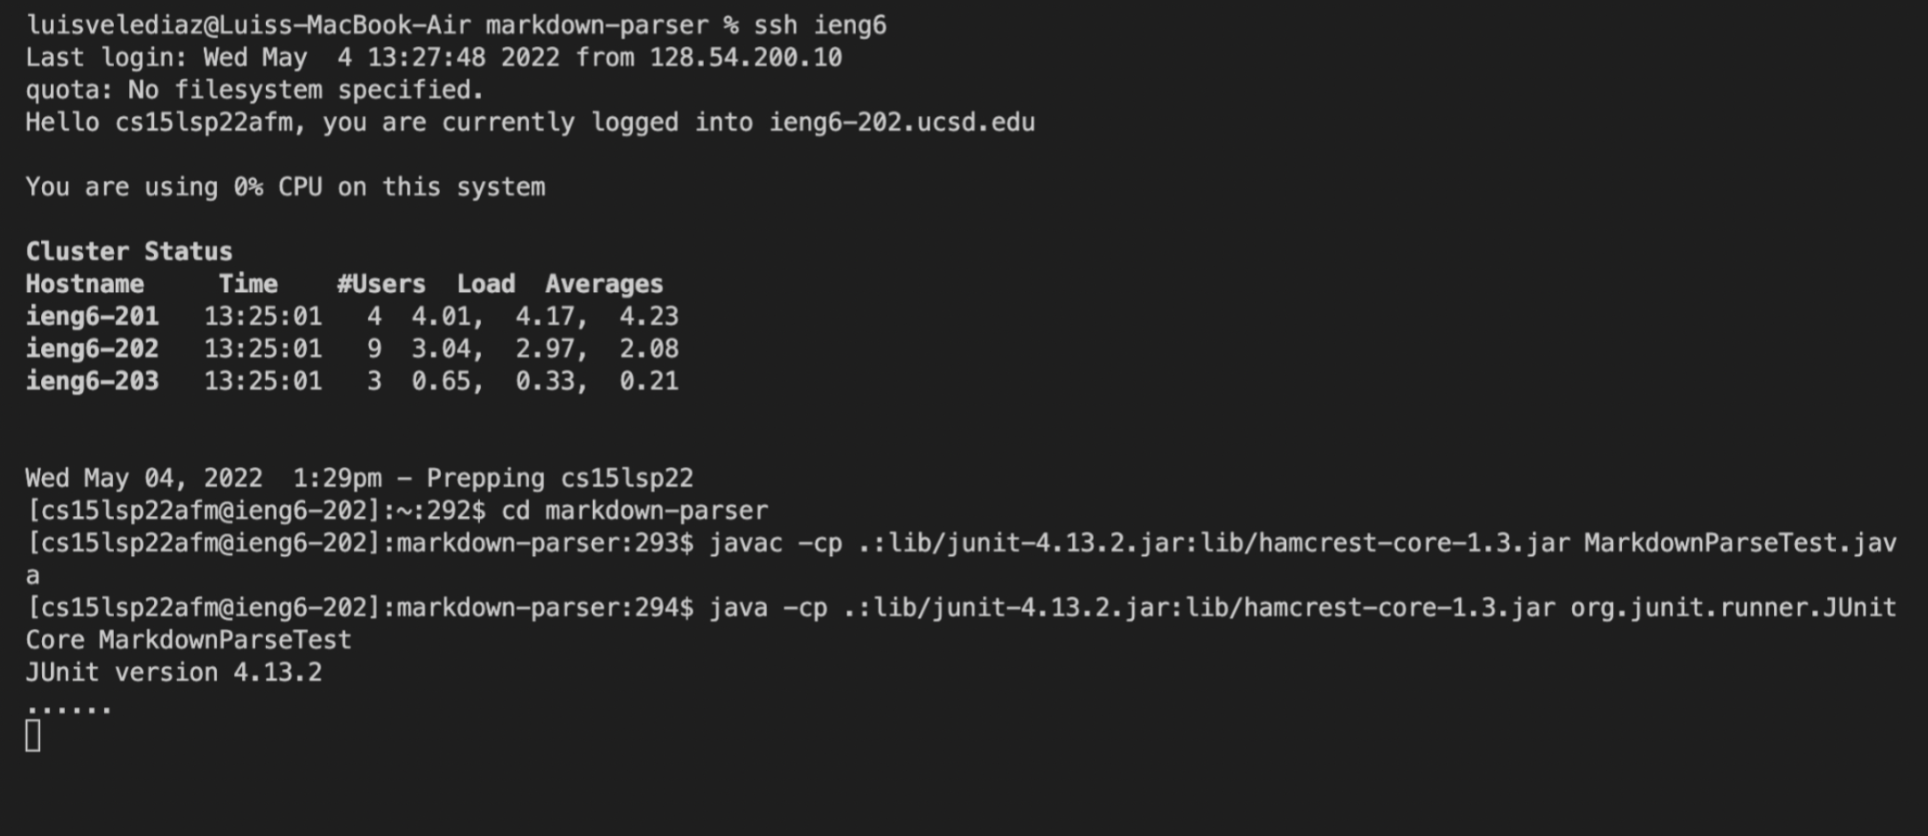 luisvelediaz@Luiss-MacBook-Air markdown-parser % ssh ieng6
Last login: Wed May  4 13:27:48 2022 from 128.54.200.10
quota: No filesystem specified.
Hello cs15lsp22afm, you are currently logged into ieng6-202.ucsd.edu
You are using 0% CPU on this system
Cluster Status
Hostname     Time    #Users  Load  Averages
ieng6-201   13:25:01   4  4.01,  4.17,  4.23
ieng6-202   13:25:01   9  3.04,  2.97,  2.08
ieng6-203   13:25:01   3  0.65,  0.33,  0.21
Wed May 04, 2022  1:29pm - Prepping cs15lsp22
[cs15lsp22afm@ieng6-202]:~:292$ cd markdown-parser
[cs15lsp22afm@ieng6-202]:markdown-parser:293$ javac -cp .:lib/junit-4.13.2.jar:lib/hamcrest-core-1.3.jar MarkdownParseTest.jav
a
[cs15lsp22afm@ieng6-202]:markdown-parser:294$ java -cp .:lib/junit-4.13.2.jar:lib/hamcrest-core-1.3.jar org.junit.runner.JUnit
Core MarkdownParseTest
JUnit version 4.13.2
......